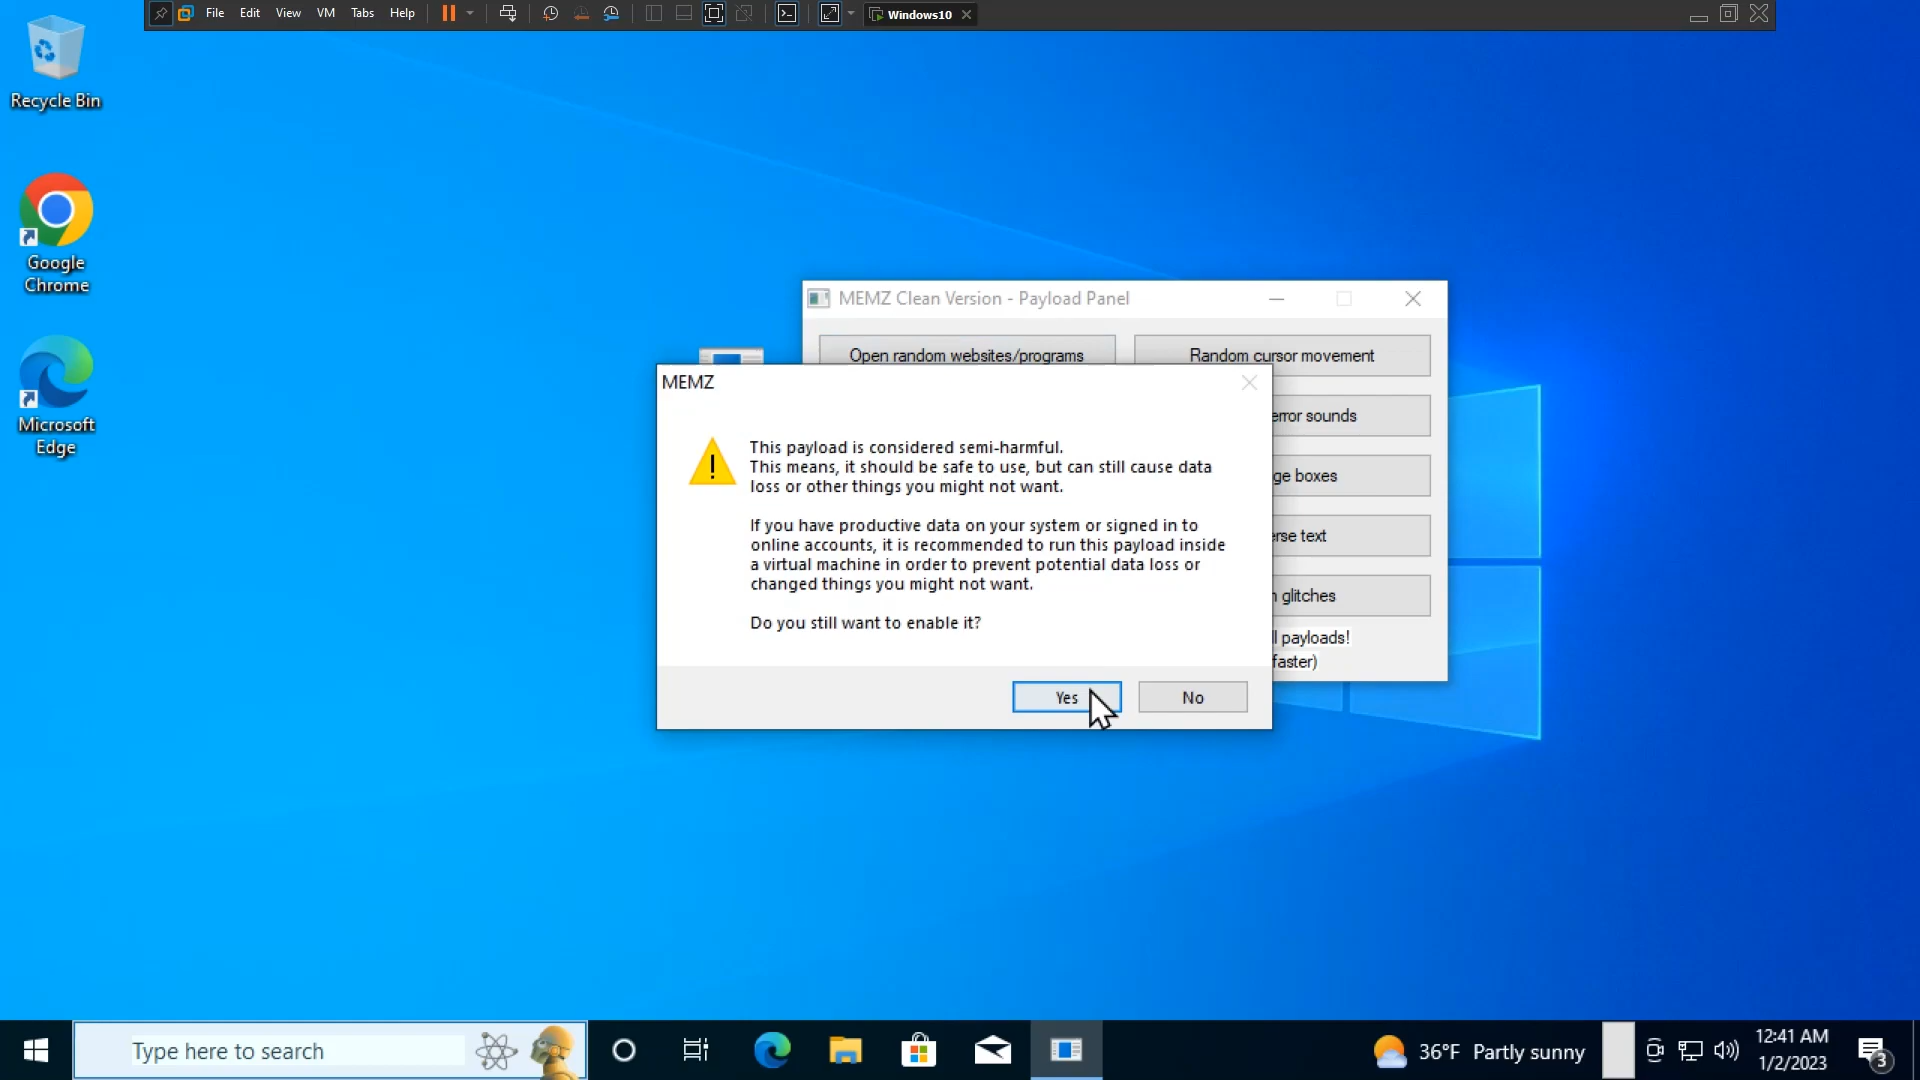 File Edit View VM Tabs Help
Windows10
Recycle Bin
Google
Chrome
Microsoft
Edge
MEMZ Clean Version - Payload Panel
Open random websites/programs
Random cursor movement
error sounds
ge boxes
rse text
glitches
payloads!
faster)
MEMZ
This payload is considered semi-harmful.
This means, it should be safe to use, but can still cause data
loss or other things you might not want.
If you have productive data on your system or signed in to
online accounts, it is recommended to run this payload inside
a virtual machine in order to prevent potential data loss or
changed things you might not want.
Do you still want to enable it?
Yes
No
Type here to search
36°F Partly sunny
12:41 AM
1/2/2023
3